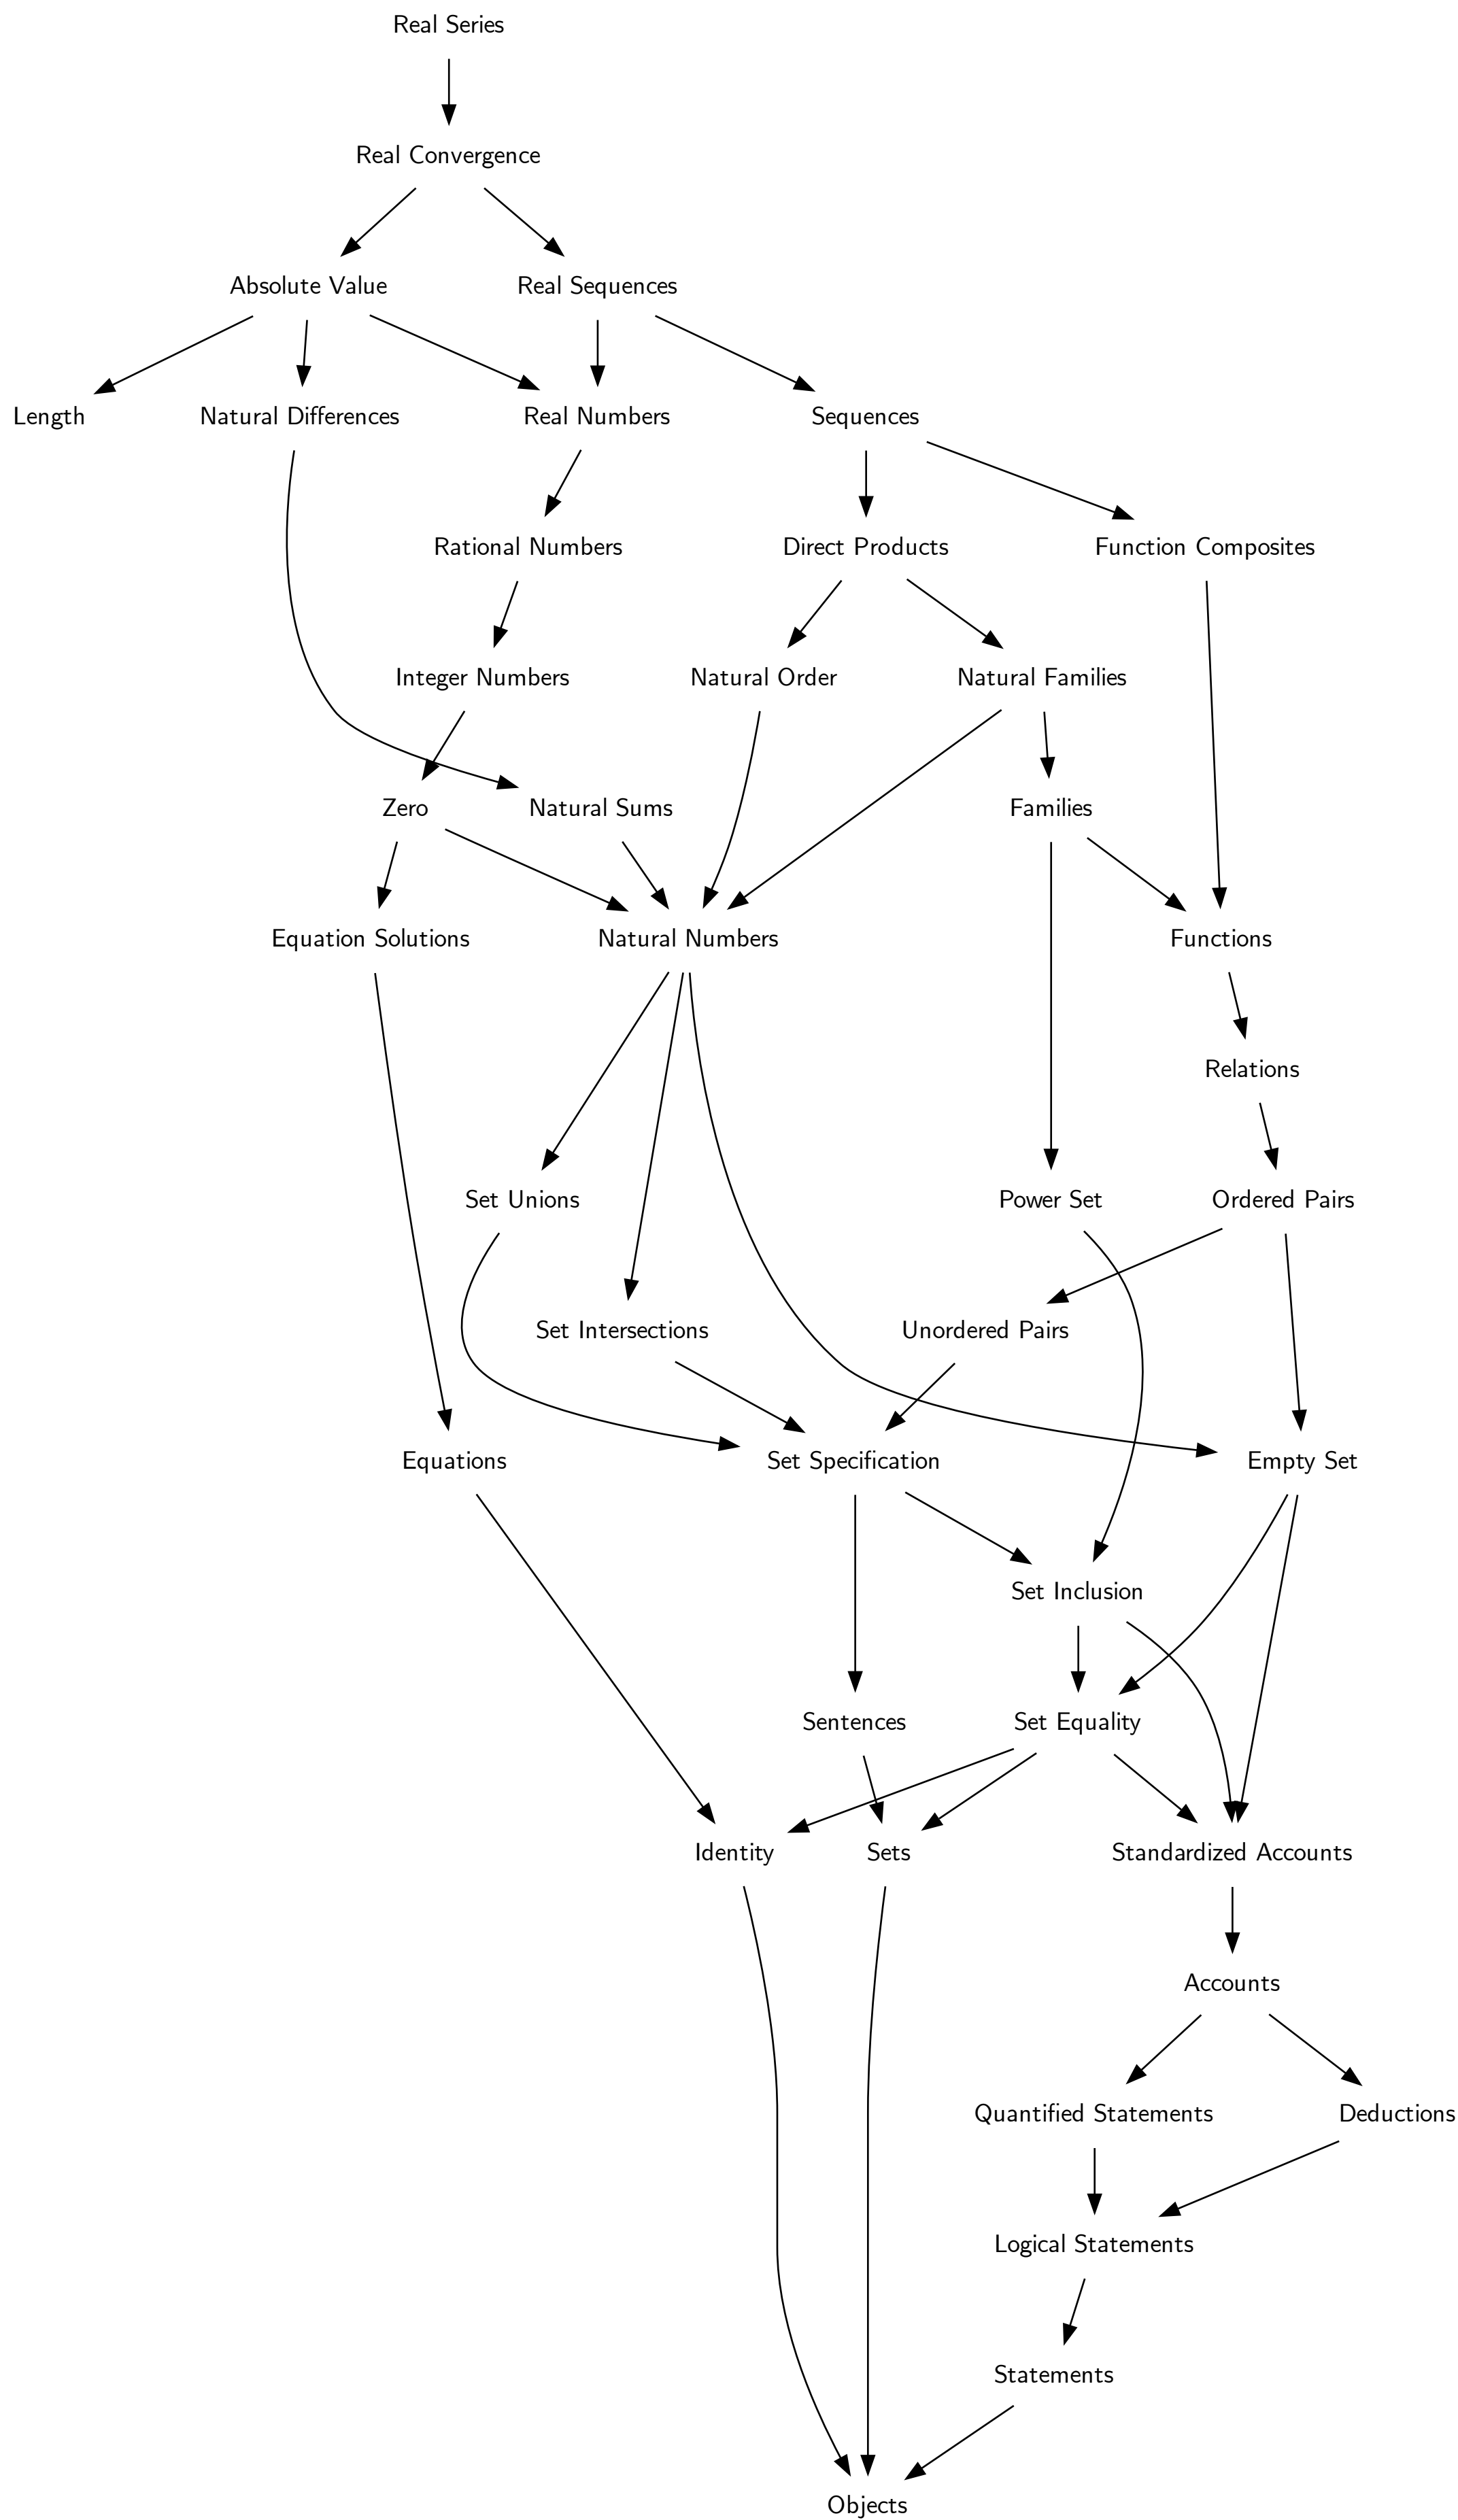 Real Series
Real Convergence
Absolute Value
Real Sequences
Length
Natural Differences
Real Numbers
Sequences
Rational Numbers
Direct Products
Function Composites
Integer Numbers
Natural Order
Natural Families
Zero
Natural Sums
Families
Equation Solutions
Natural Numbers
Functions
Relations
Set Unions
Power Set
Ordered Pairs
Set Intersections
Unordered Pairs
Equations
Set Specification
Empty Set
Set Inclusion
Sentences
Set Equality
Identity
Sets
Standardized Accounts
Accounts
Quantified Statements
Deductions
Logical Statements
Statements
Objects